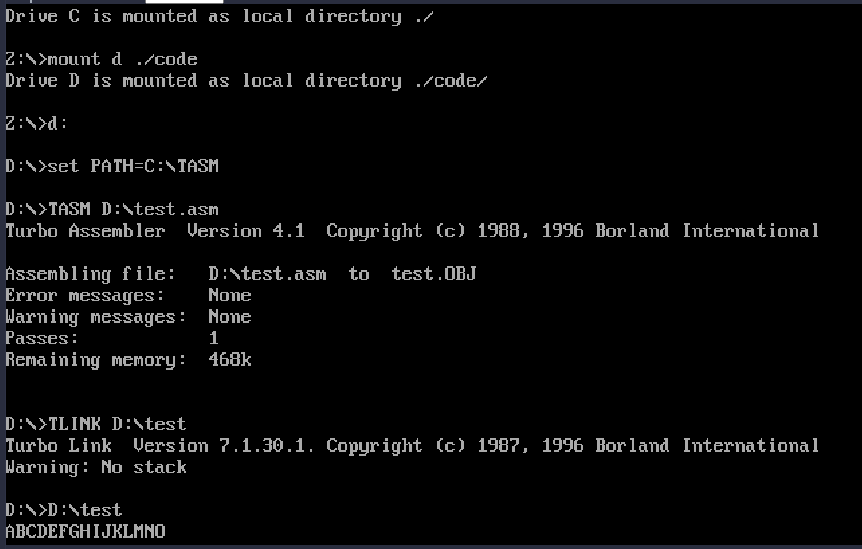 Drive C is mounted as local directory ./
Z:\>mount d ./code
Drive D is mounted as local directory ./code/
Z:\>d:
D:\>set PATH=C:\TASM
D:\>TASM D:\test.asm
Turbo Assembler  Version 4.1  Copyright (c) 1988, 1996 Borland International
Assembling file:   D:\test.asm  to  test.OBJ
Error messages:    None
Warning messages:  None
Passes:            1
Remaining memory:  468k
D:\>TLINK D:\test
Turbo Link  Version 7.1.30.1. Copyright (c) 1987, 1996 Borland International
Warning: No stack
D:\>D:\test
ABCDEFGHIJKLMNO